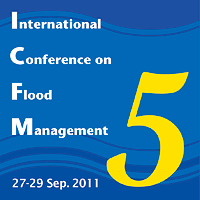 International
Conference on
Flood
Management
5
27-29 Sep. 2011